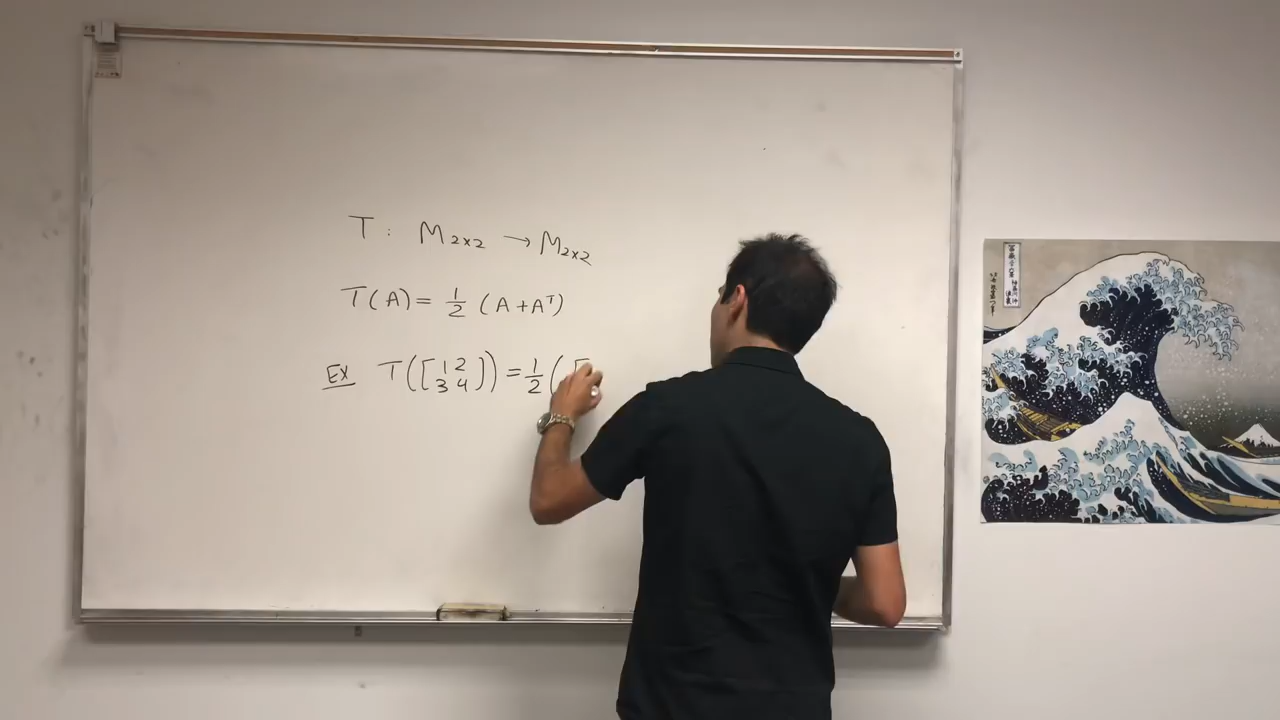 T : M₂ₓ₂ → M₂ₓ₂
T(A) = 1/2 (A+Aᵀ)
EX T([1 2
3 4]) = 1/2 ([